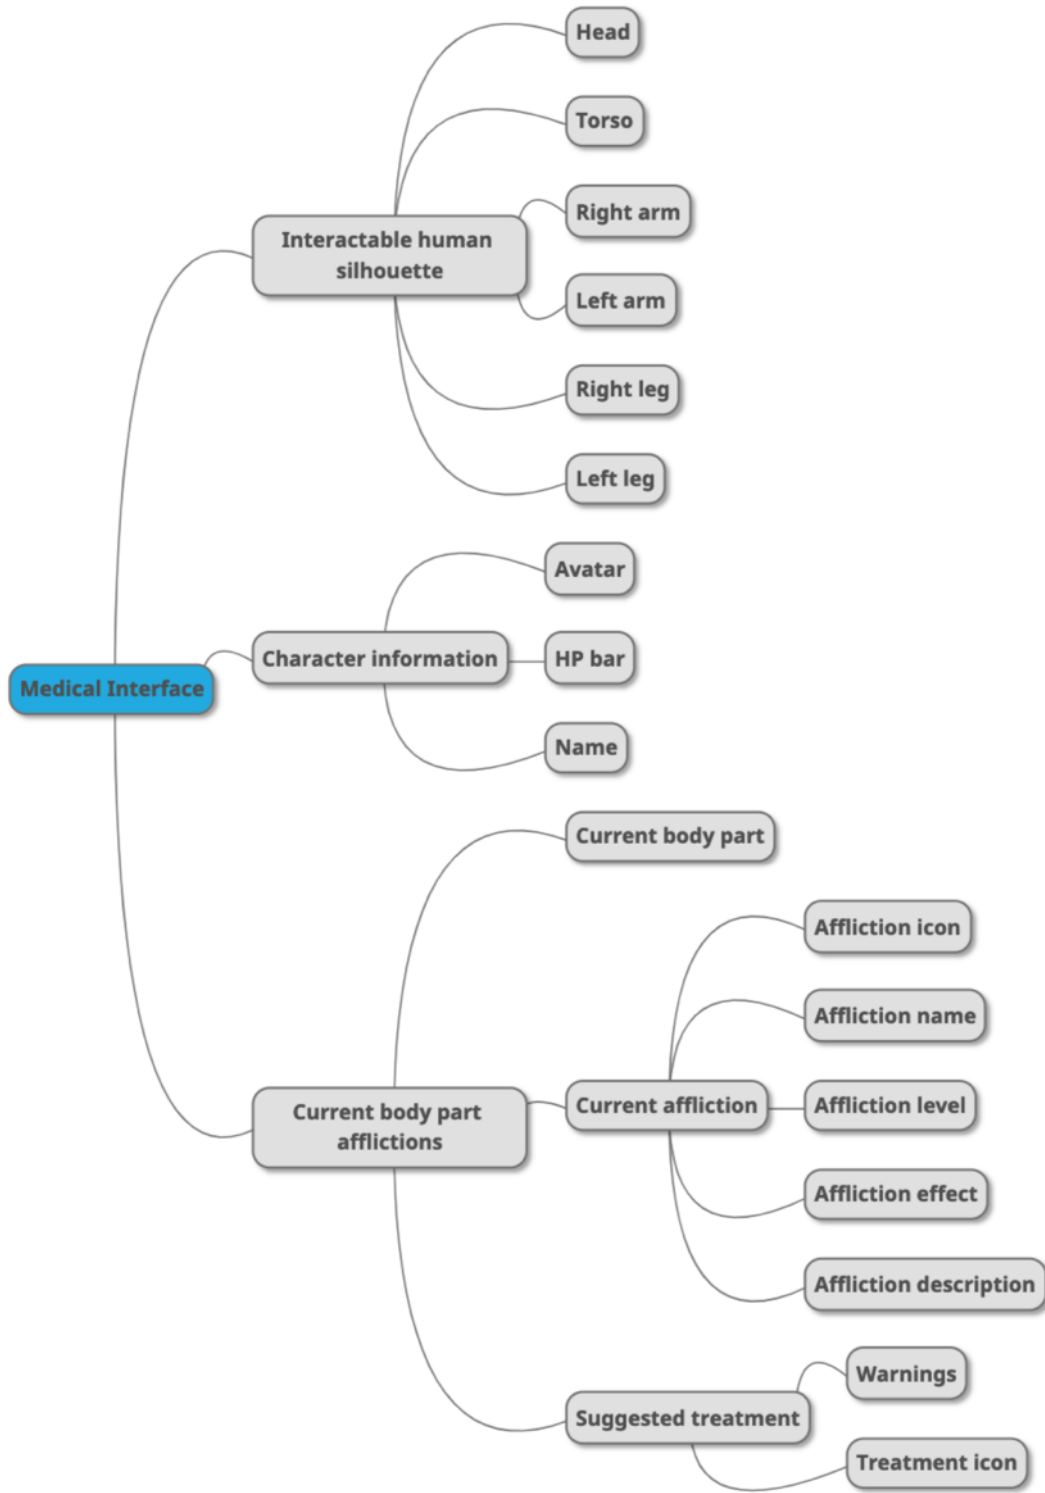 Head
Torso
Right arm
Interactable human
silhouette
Left arm
Right leg
Left leg
Avatar
Character information
HP bar
Medical Interface
Name
Current body part
Affliction icon
Affliction name
Current affliction
Affliction level
Current body part
afflictions
Affliction effect
Affliction description
Warnings
Suggested treatment
Treatment icon